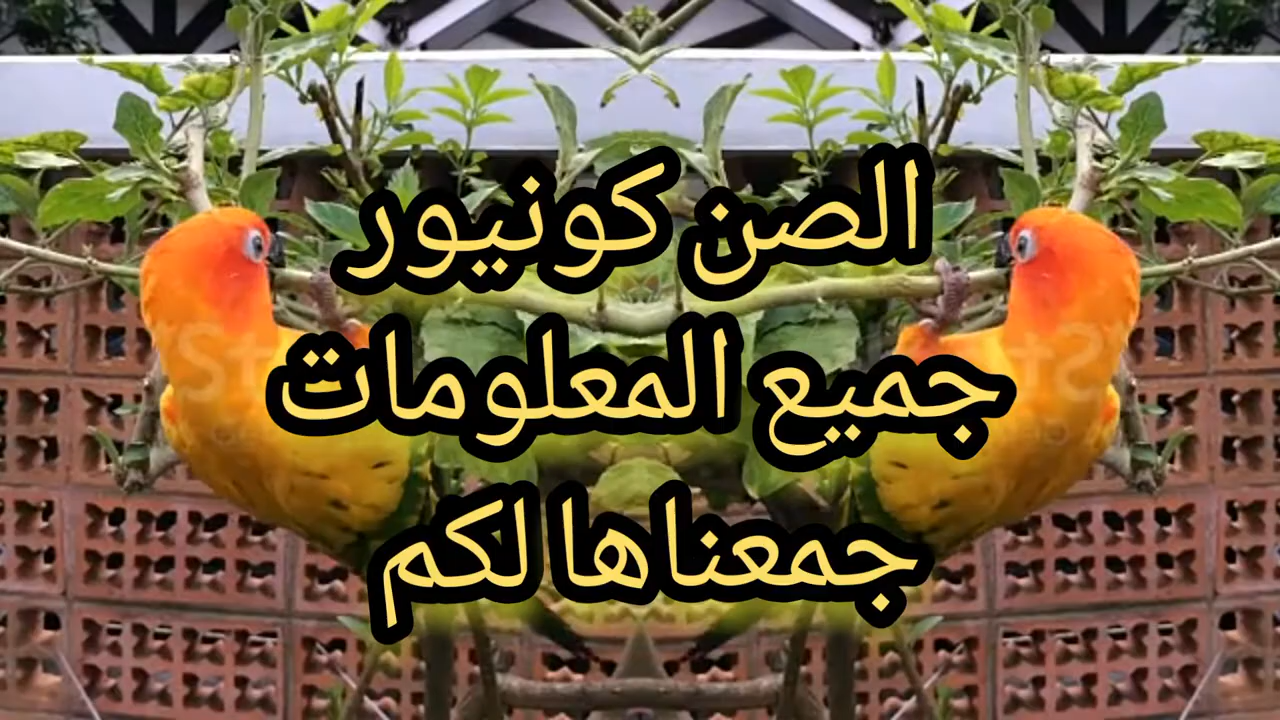 الصن كونيور
جميع المعلومات
جمعناها لكم